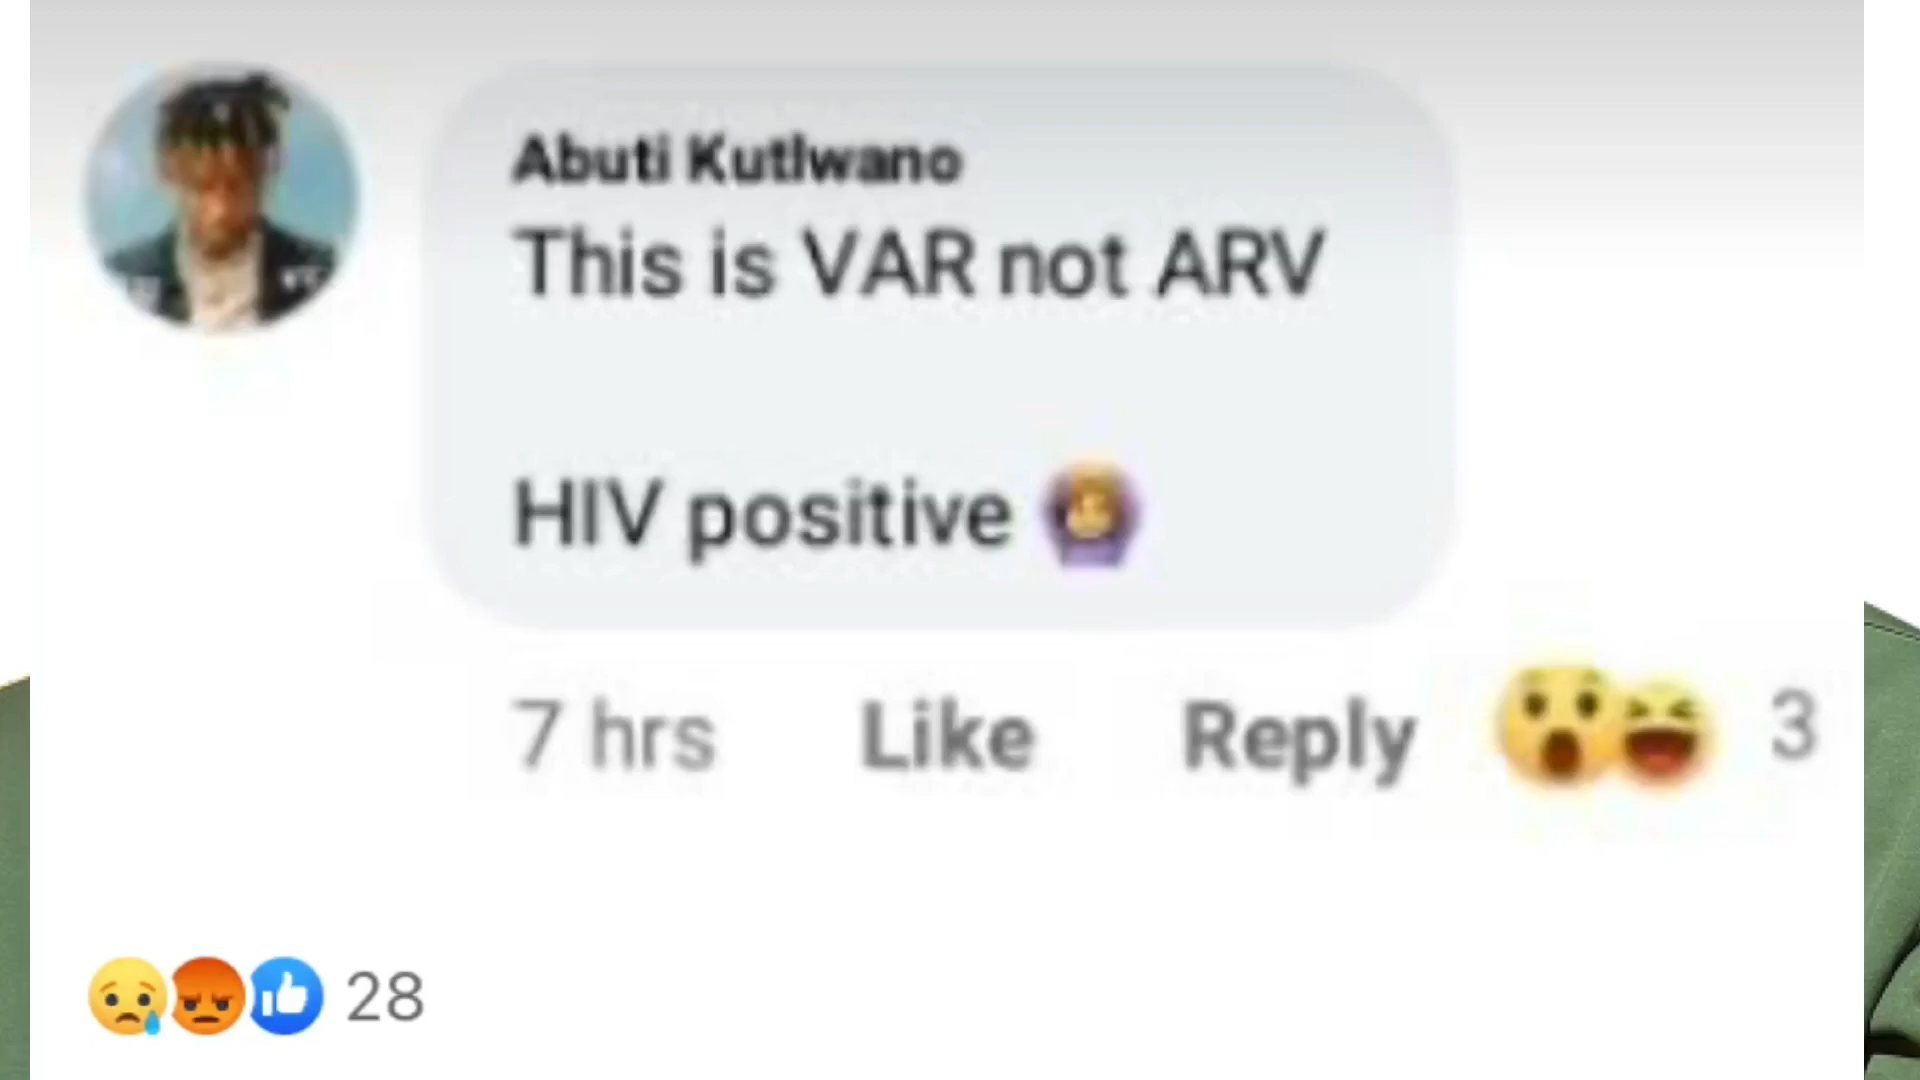 Abuti Kutlwano
This is VAR not ARV
HIV positive 🙆
7 hrs Like Reply 3
28